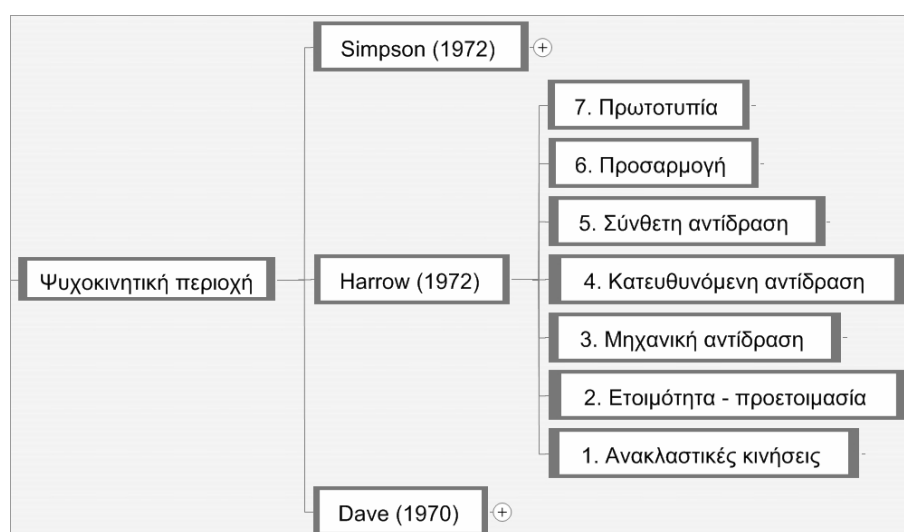 Simpson (1972)
7. Πρωτοτυπία
6. Προσαρμογή
5. Σύνθετη αντίδραση
Ψυχοκινητική περιοχή
Harrow (1972)
4. Κατευθυνόμενη αντίδραση
3. Μηχανική αντίδραση
2. Ετοιμότητα - προετοιμασία
1. Ανακλαστικές κινήσεις
Dave (1970)